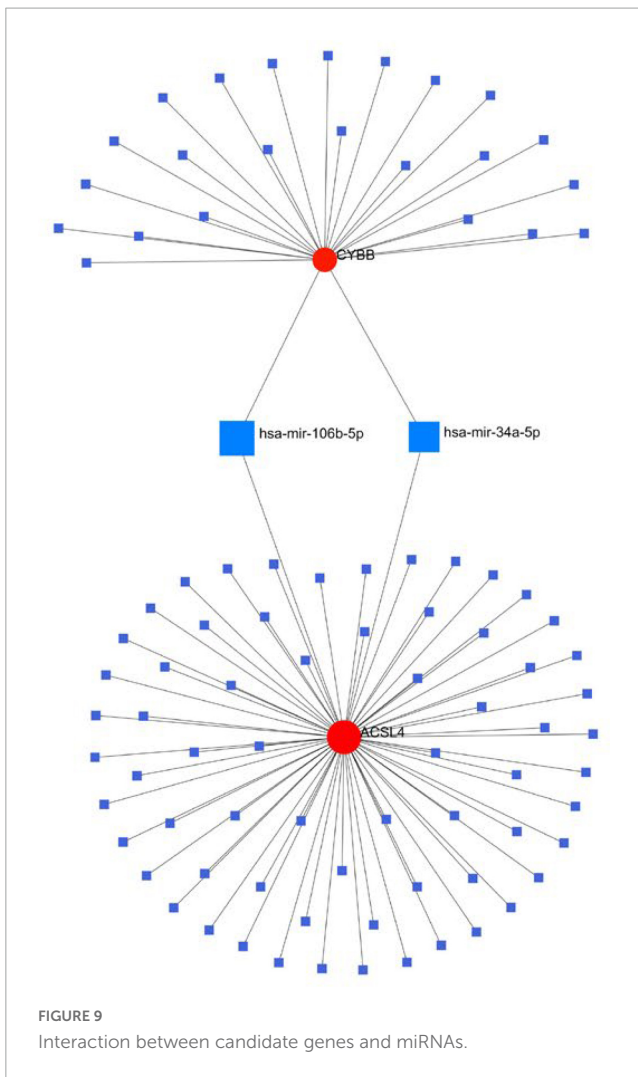 CYBB
hsa-mir-106b-5p
hsa-mir-34a-5p
ACSL4
FIGURE 9
Interaction between candidate genes and miRNAs.